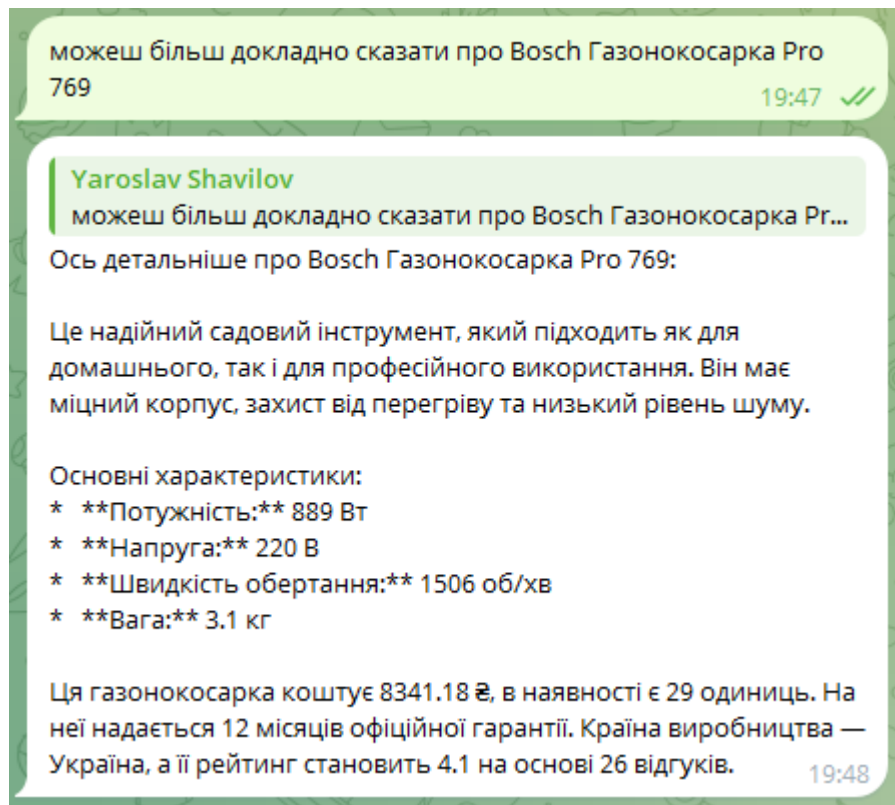 можеш більш докладно сказати про Bosch Газонокосарка Pro
769
19:47
Yaroslav Shavilov
можеш більш докладно сказати про Bosch Газонокосарка Pr...
Ось детальніше про Bosch Газонокосарка Pro 769:
Це надійний садовий інструмент, який підходить як для
домашнього, так і для професійного використання. Він має
міцний корпус, захист від перегріву та низький рівень шуму.
Основні характеристики:
*   **Потужність:** 889 Вт
*   **Напруга:** 220 В
*   **Швидкість обертання:** 1506 об/хв
*   **Вага:** 3.1 кг
Ця газонокосарка коштує 8341.18 ₴, в наявності є 29 одиниць. На
неї надається 12 місяців офіційної гарантії. Країна виробництва —
Україна, а її рейтинг становить 4.1 на основі 26 відгуків.
19:48